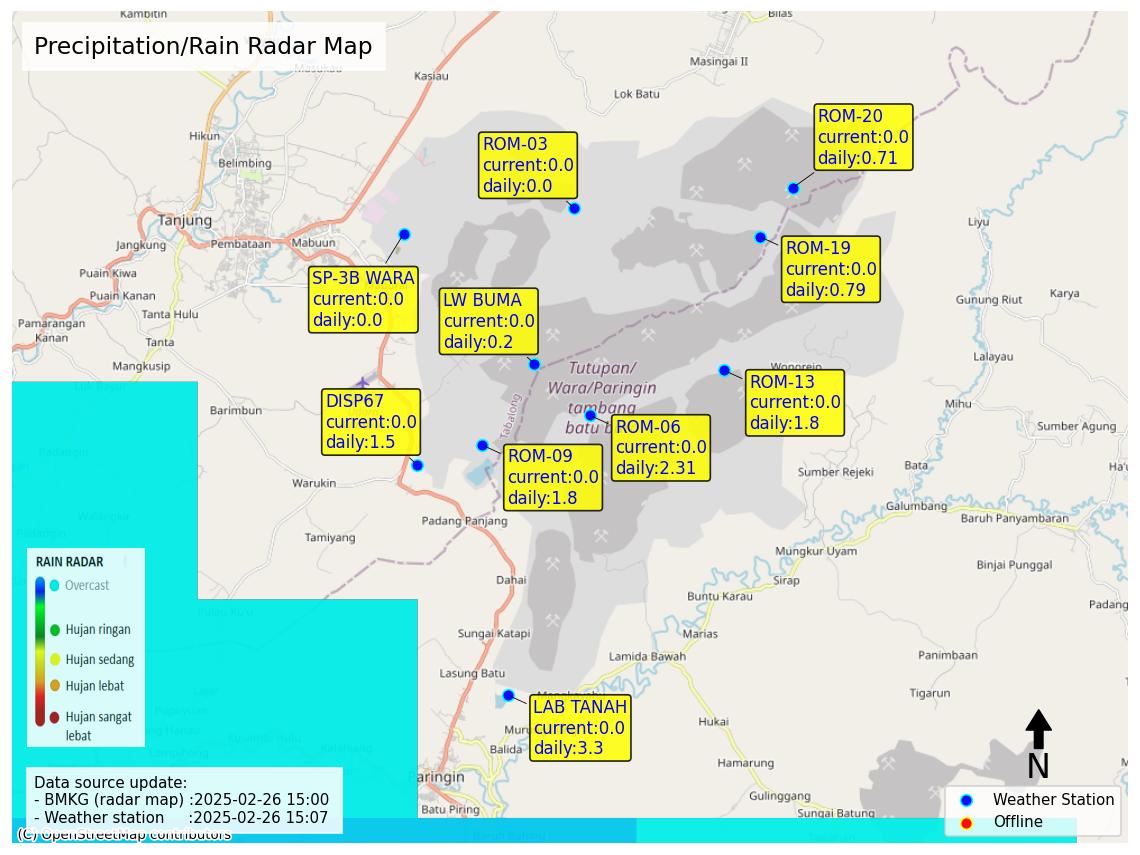 Precipitation/Rain Radar Map
Kambitin
Masukau
Kasiau
Bilas
Masingai II
Lok Batu
Hikun
Belimbing
Tanjung
Jangkung
Pembataan
Mabuun
Puain Kiwa
Puain Kanan
Tanta Hulu
Pamarangan
Kanan
Tanta
Mangkusip
ROM-03
current:0.0
daily:0.0
ROM-20
current:0.0
daily:0.71
SP-3B WARA
current:0.0
daily:0.0
LW BUMA
current:0.0
daily:0.2
ROM-19
current:0.0
daily:0.79
Liyu
Gunung Riut
Karya
Lalayau
Wonorejo
Tutupan/
Wara/Paringin
tambang
Tabalong
DISP67
current:0.0
daily:1.5
ROM-13
current:0.0
daily:1.8
ROM-06
current:0.0
daily:2.31
ROM-09
current:0.0
daily:1.8
Barimbun
Mihu
Sumber Agung
Sumber Rejeki
Bata
Warukin
Galumbang
Baruh Panyambaran
Padang Panjang
Tamiyang
Mungkur Uyam
Binjai Punggal
Dahai
Sirap
Buntu Karau
Padang
Sungai Katapi
Marias
Lamida Bawah
Panimbaan
Lasung Batu
Tigarun
LAB TANAH
current:0.0
daily:3.3
Hukai
Balida
Hamarung
Paringin
Gulinggang
Batu Piring
Sungai Batung
RAIN RADAR
Overcast
Hujan ringan
Hujan sedang
Hujan lebat
Hujan sangat
lebat
Data source update:
- BMKG (radar map) :2025-02-26 15:00
- Weather station :2025-02-26 15:07
(C) OpenStreetMap contributors
N
Weather Station
Offline